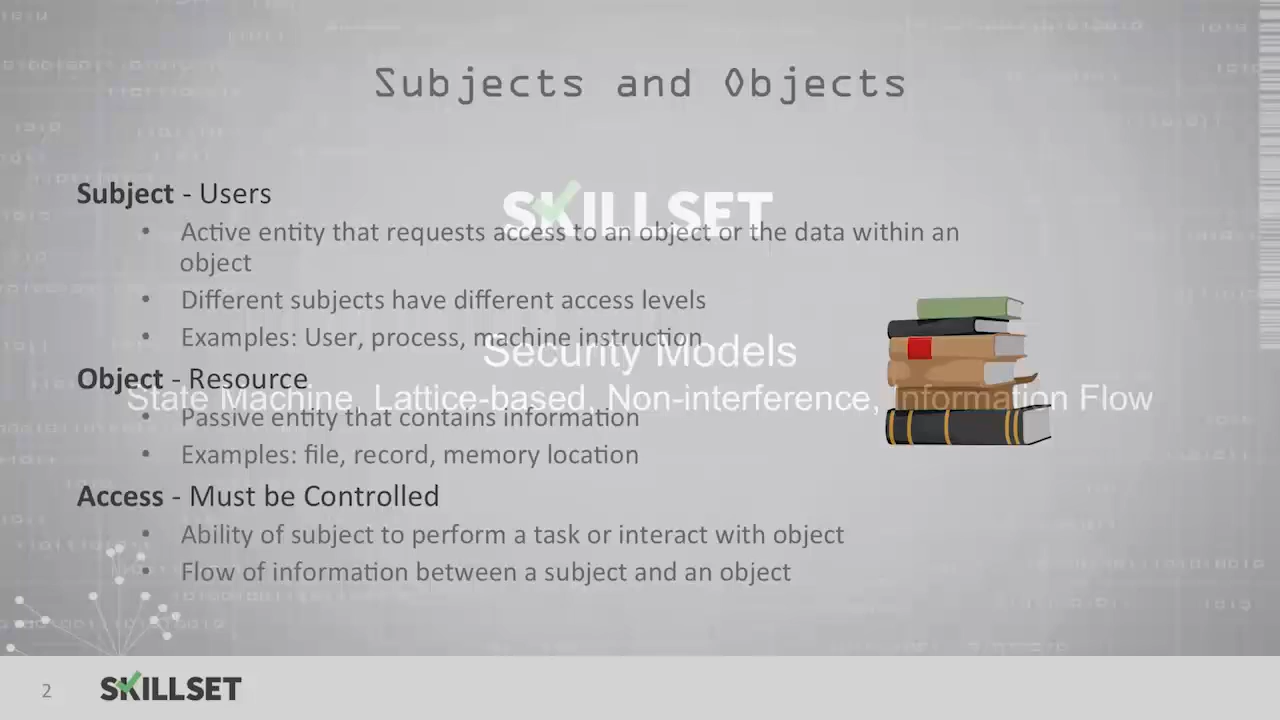 Subjects and Objects
Subject - Users
SKILLSET
• Active entity that requests access to an object or the data within an
object
• Different subjects have different access levels
• Examples: User, process, machine instruction
Security Models
Object - Resource
State Machine, Lattice-based, Non-interference, Information Flow
• Passive entity that contains information
• Examples: file, record, memory location
Access - Must be Controlled
• Ability of subject to perform a task or interact with object
• Flow of information between a subject and an object
2 SKILLSET